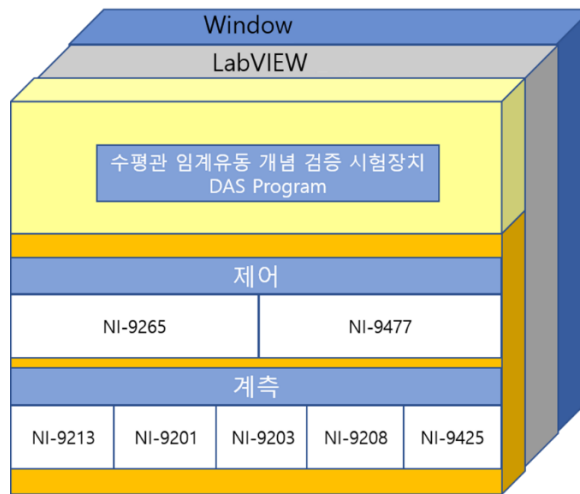 Window
LabVIEW
수평관 임계유동 개념 검증 시험장치
DAS Program
제어
NI-9265 NI-9477
계측
NI-9213 NI-9201 NI-9203 NI-9208 NI-9425